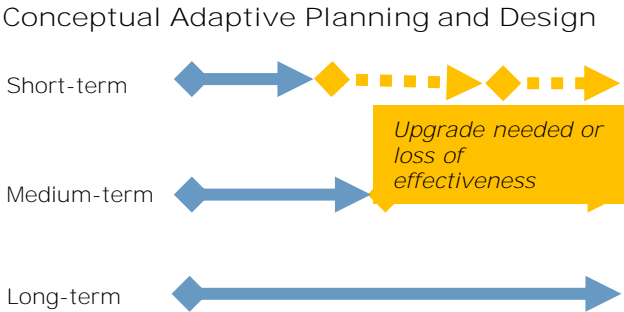 Conceptual Adaptive Planning and Design
Short-term
Upgrade needed or
loss of
effectiveness
Medium-term
Long-term